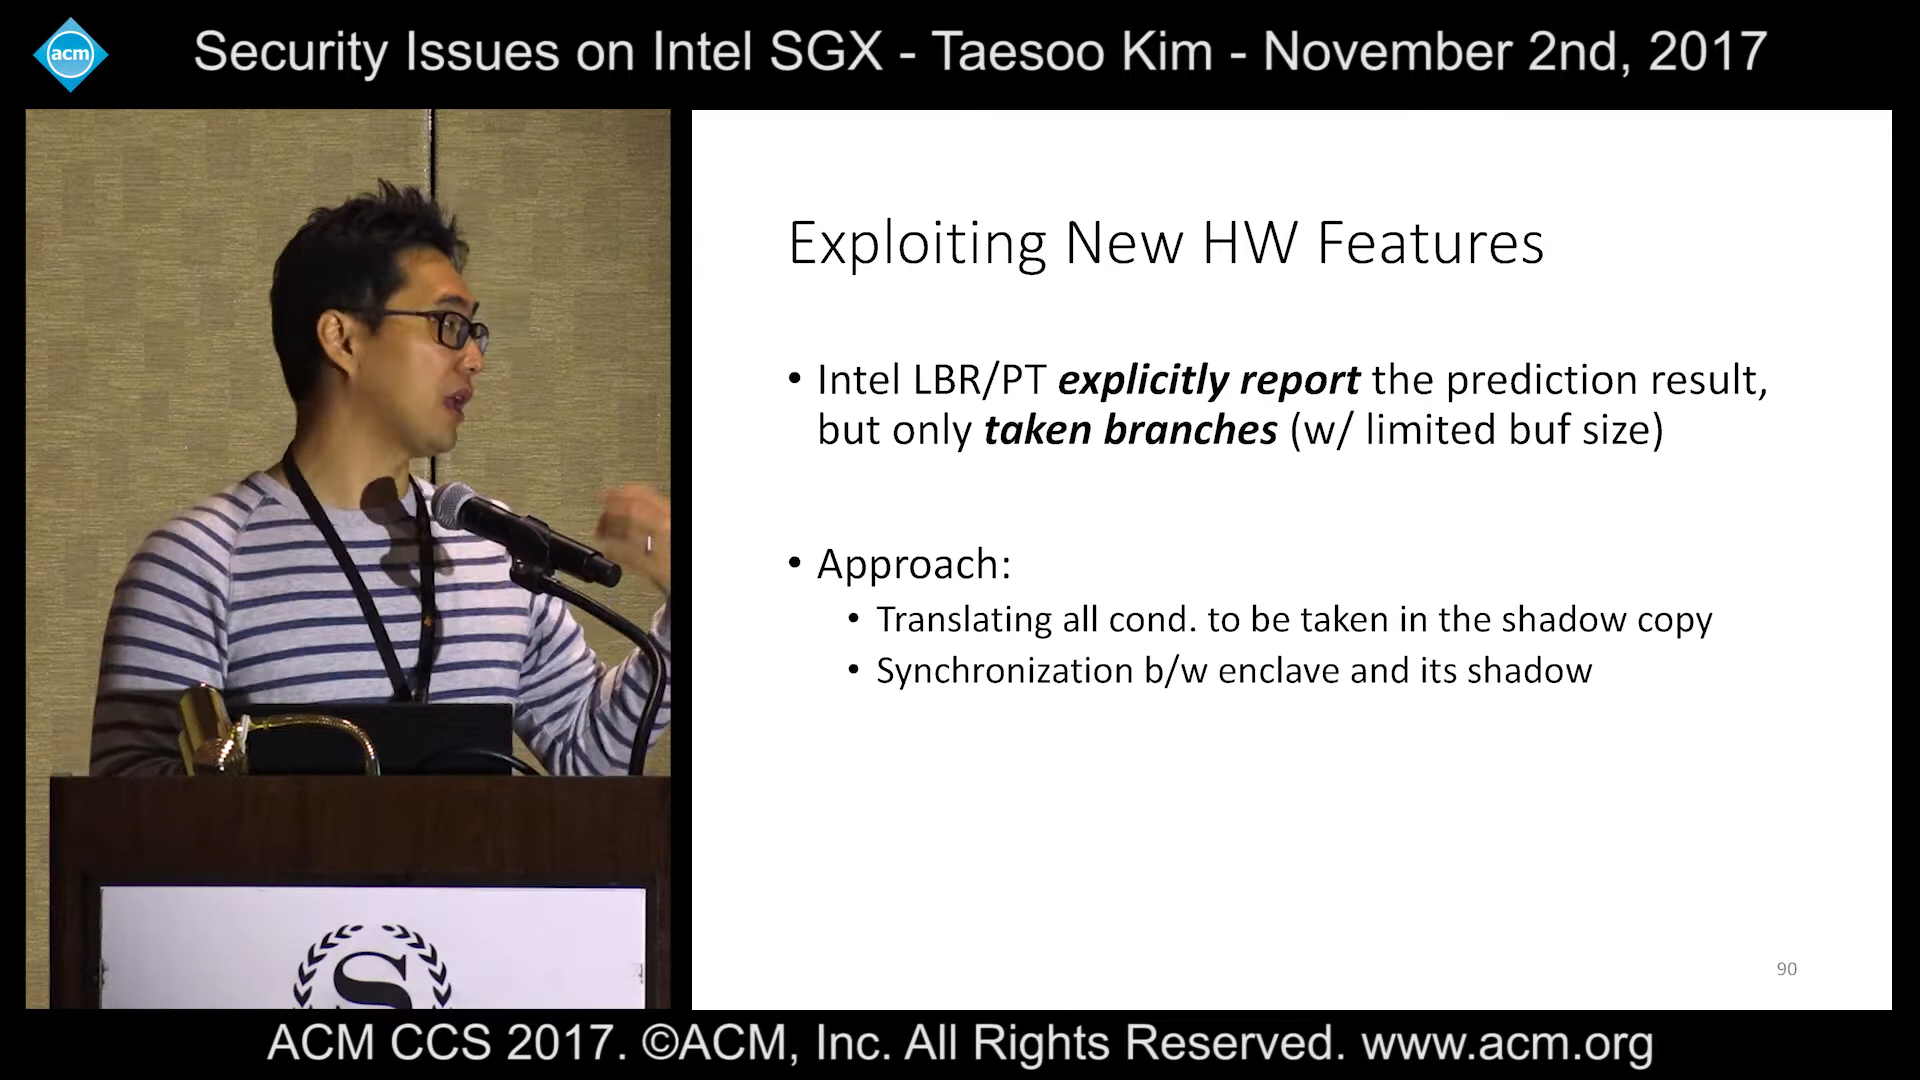 acm
Security Issues on Intel SGX - Taesoo Kim - November 2nd, 2017
Exploiting New HW Features
• Intel LBR/PT explicitly report the prediction result,
but only taken branches (w/ limited buf size)
• Approach:
• Translating all cond. to be taken in the shadow copy
• Synchronization b/w enclave and its shadow
90
S
ACM CCS 2017. ©ACM, Inc. All Rights Reserved. www.acm.org